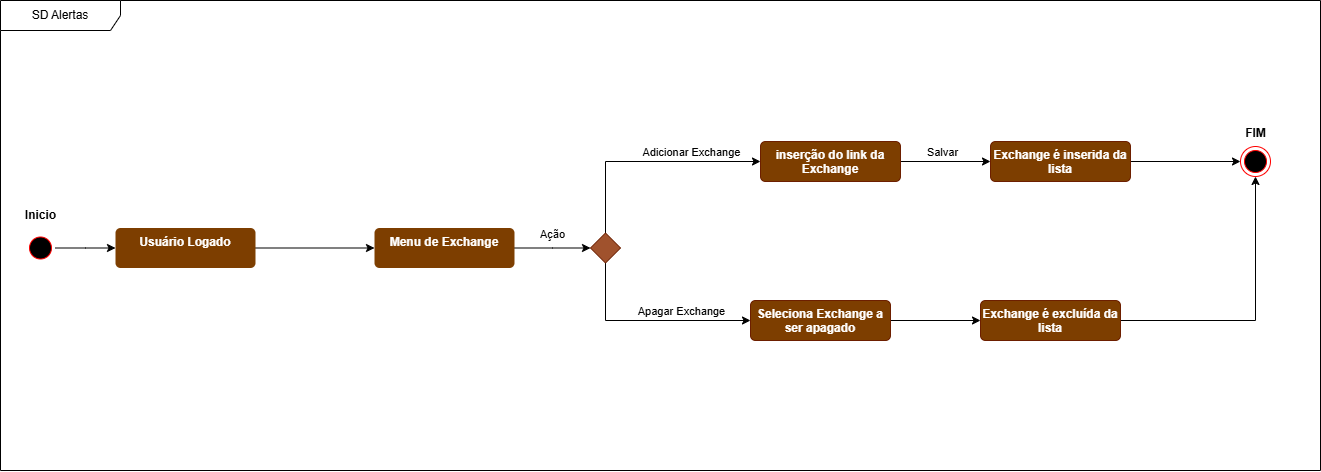 SD Alertas
FIM
Adicionar Exchange
inserção do link da
Exchange
Salvar
Exchange é inserida da
lista
Inicio
Usuário Logado
Menu de Exchange
Ação
Apagar Exchange
Seleciona Exchange a
ser apagado
Exchange é excluída da
lista